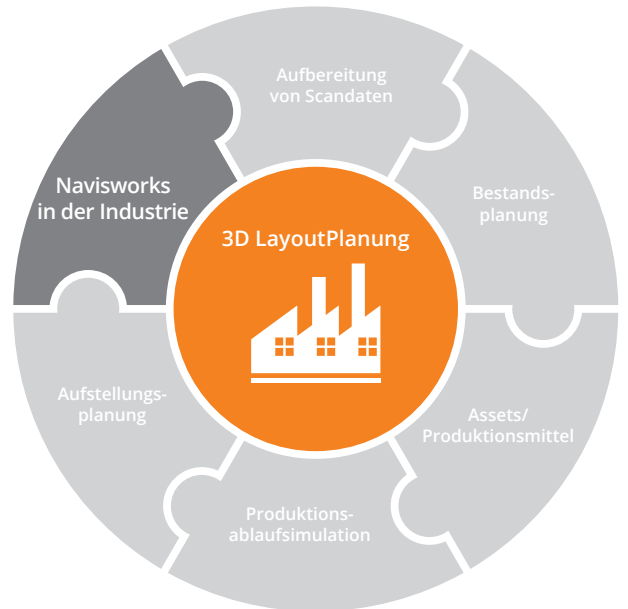 Aufbereitung
von Scandaten
Navisworks
in der Industrie
Bestands-
planung
3D LayoutPlanung
Aufstellungs-
planung
Assets/
Produktionsmittel
Produktions-
ablaufsimulation